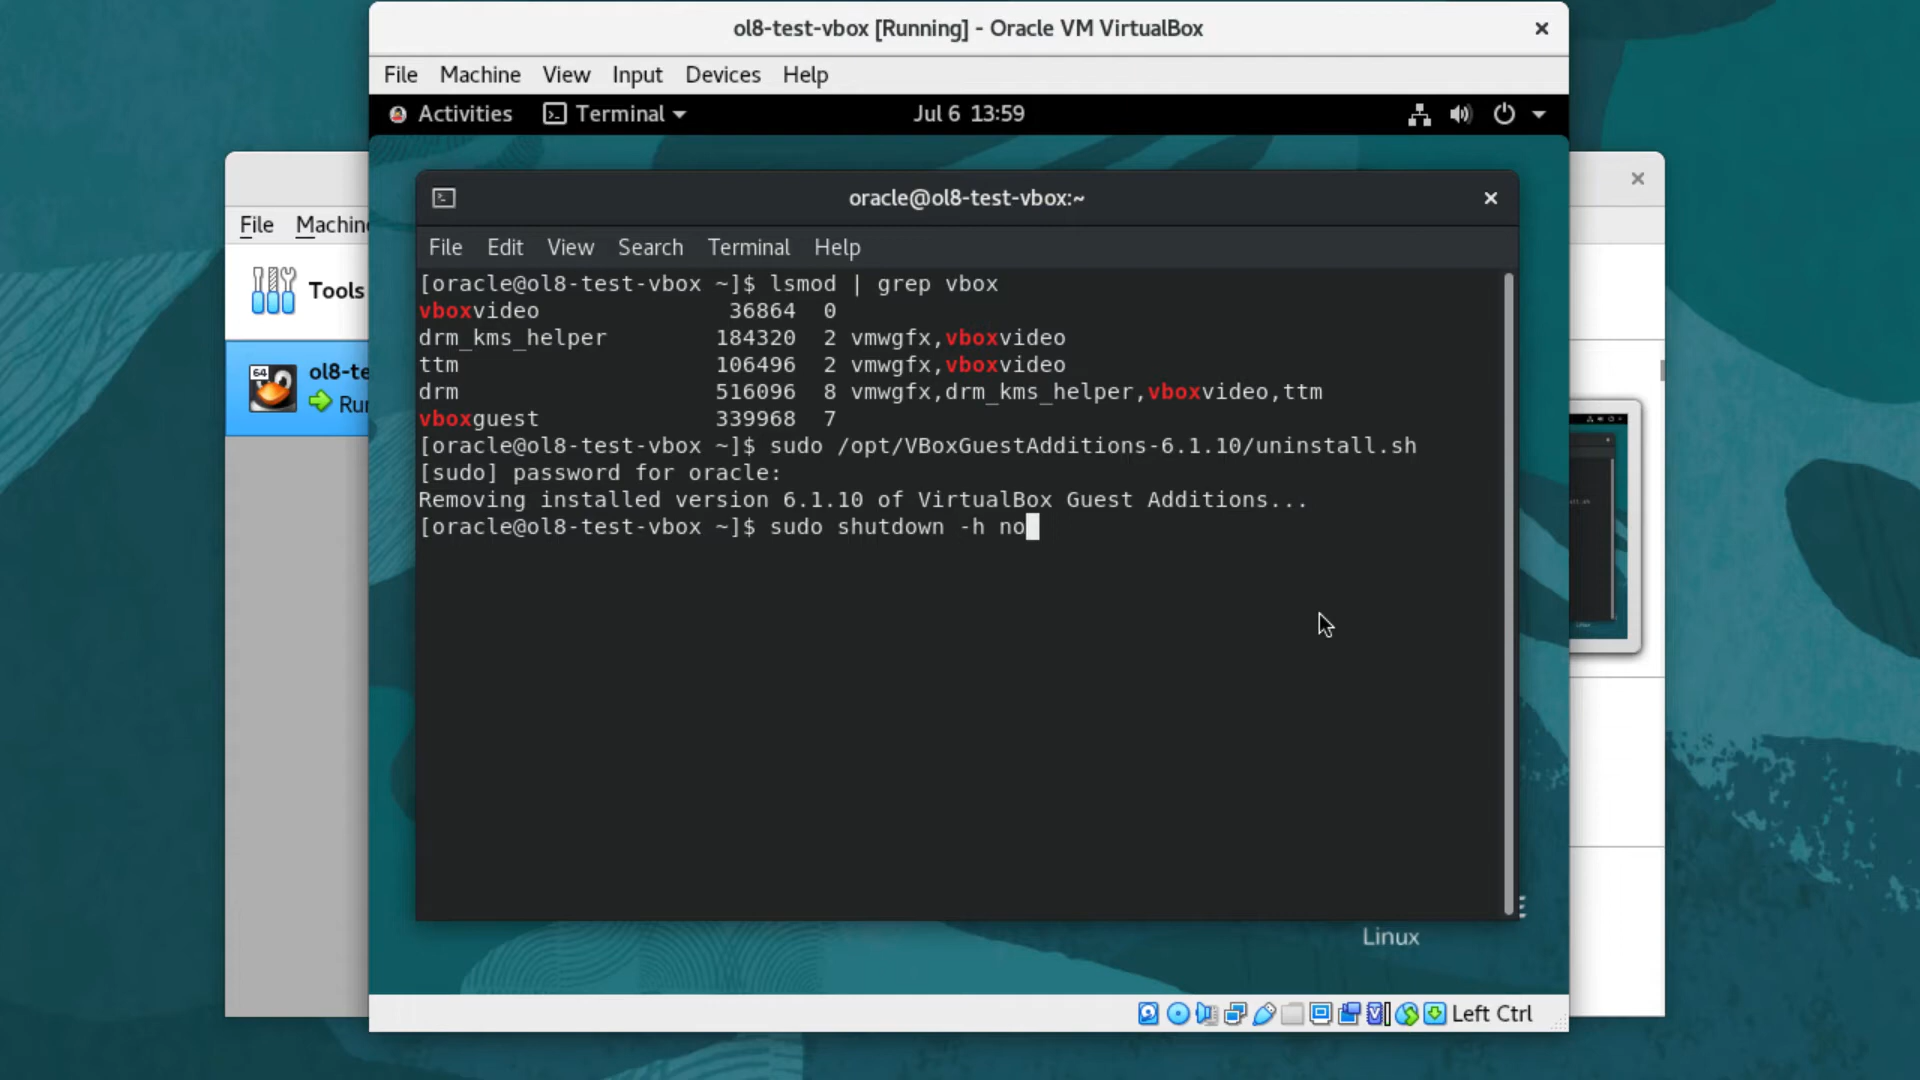 ol8-test-vbox [Running] - Oracle VM VirtualBox
File Machine View Input Devices Help
Activities Terminal Jul 6 13:59
File Machine
Tools
64
ol8-te
Ru
oracle@ol8-test-vbox:~
File Edit View Search Terminal Help
[oracle@ol8-test-vbox ~]$ lsmod | grep vbox
vboxvideo 36864 0
drm_kms_helper 184320 2 vmwgfx,vboxvideo
ttm 106496 2 vmwgfx,vboxvideo
drm 516096 8 vmwgfx,drm_kms_helper,vboxvideo,ttm
vboxguest 339968 7
[oracle@ol8-test-vbox ~]$ sudo /opt/VBoxGuestAdditions-6.1.10/uninstall.sh
[sudo] password for oracle:
Removing installed version 6.1.10 of VirtualBox Guest Additions...
[oracle@ol8-test-vbox ~]$ sudo shutdown -h no
Linux
Left Ctrl